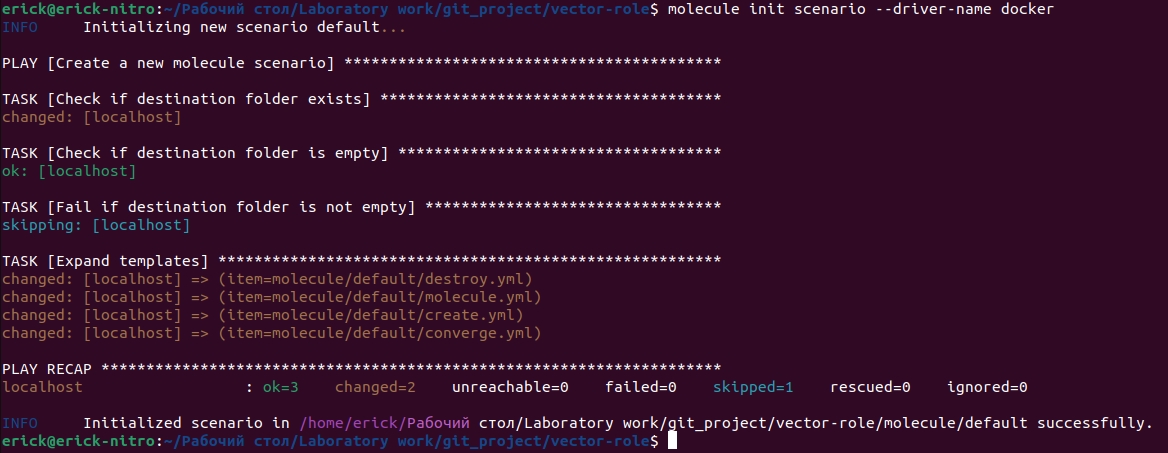 erick@erick-nitro:~/Рабочий стол/Laboratory work/git_project/vector-role$ molecule init scenario --driver-name docker
INFO     Initializing new scenario default...
PLAY [Create a new molecule scenario] ******************************************
TASK [Check if destination folder exists] **************************************
changed: [localhost]
TASK [Check if destination folder is empty] ************************************
ok: [localhost]
TASK [Fail if destination folder is not empty] *********************************
skipping: [localhost]
TASK [Expand templates] ********************************************************
changed: [localhost] => (item=molecule/default/destroy.yml)
changed: [localhost] => (item=molecule/default/molecule.yml)
changed: [localhost] => (item=molecule/default/create.yml)
changed: [localhost] => (item=molecule/default/converge.yml)
PLAY RECAP *********************************************************************
localhost                  : ok=3    changed=2    unreachable=0    failed=0    skipped=1    rescued=0    ignored=0
INFO     Initialized scenario in /home/erick/Рабочий стол/Laboratory work/git_project/vector-role/molecule/default successfully.
erick@erick-nitro:~/Рабочий стол/Laboratory work/git_project/vector-role$